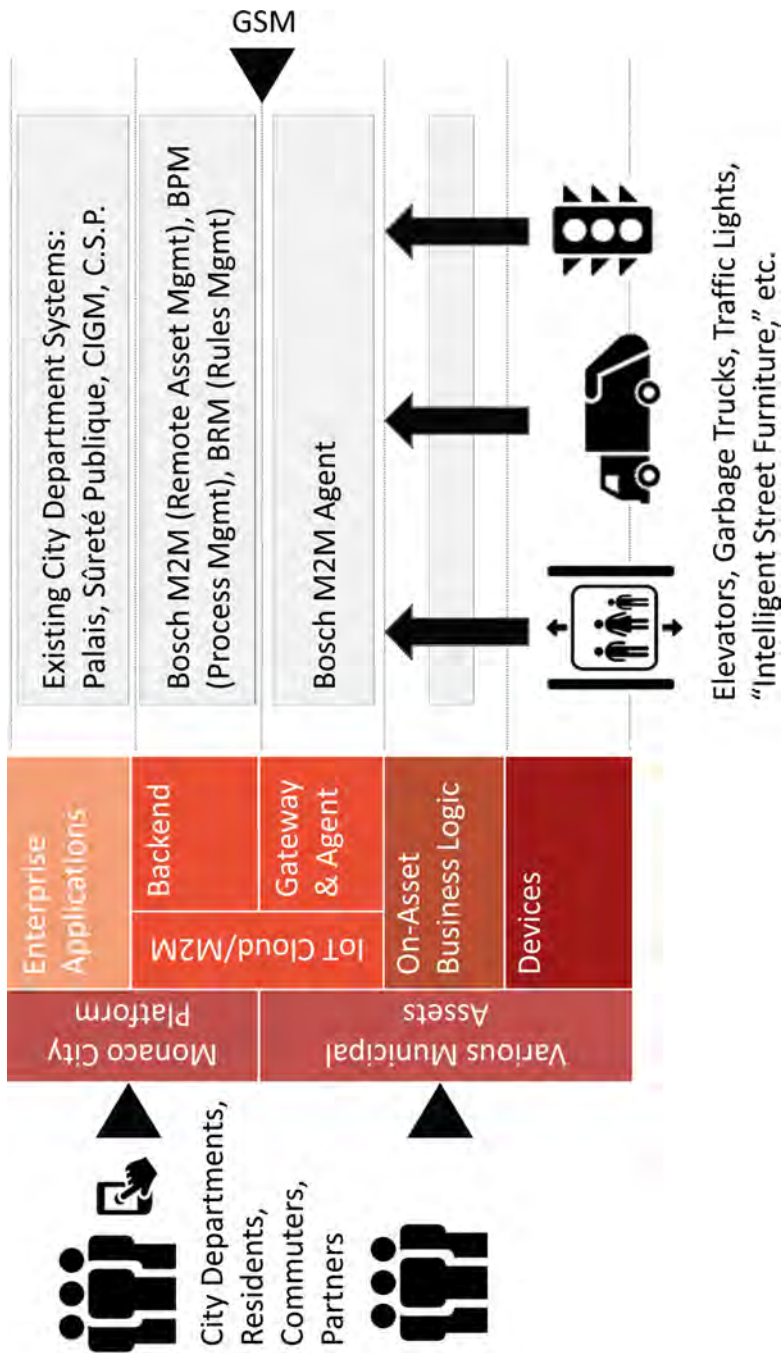 GSM
Existing City Department Systems:
Palais, Sûreté Publique, CIGM, C.S.P.
Bosch M2M (Remote Asset Mgmt), BPM
(Process Mgmt), BRM (Rules Mgmt)
Bosch M2M Agent
Enterprise
Applications
Backend
Gateway
& Agent
IoT Cloud/M2M
On-Asset
Business Logic
Devices
Monaco City
Platform
Various Municipal
Assets
City Departments,
Residents,
Commuters,
Partners
Elevators, Garbage Trucks, Traffic Lights,
“Intelligent Street Furniture,” etc.